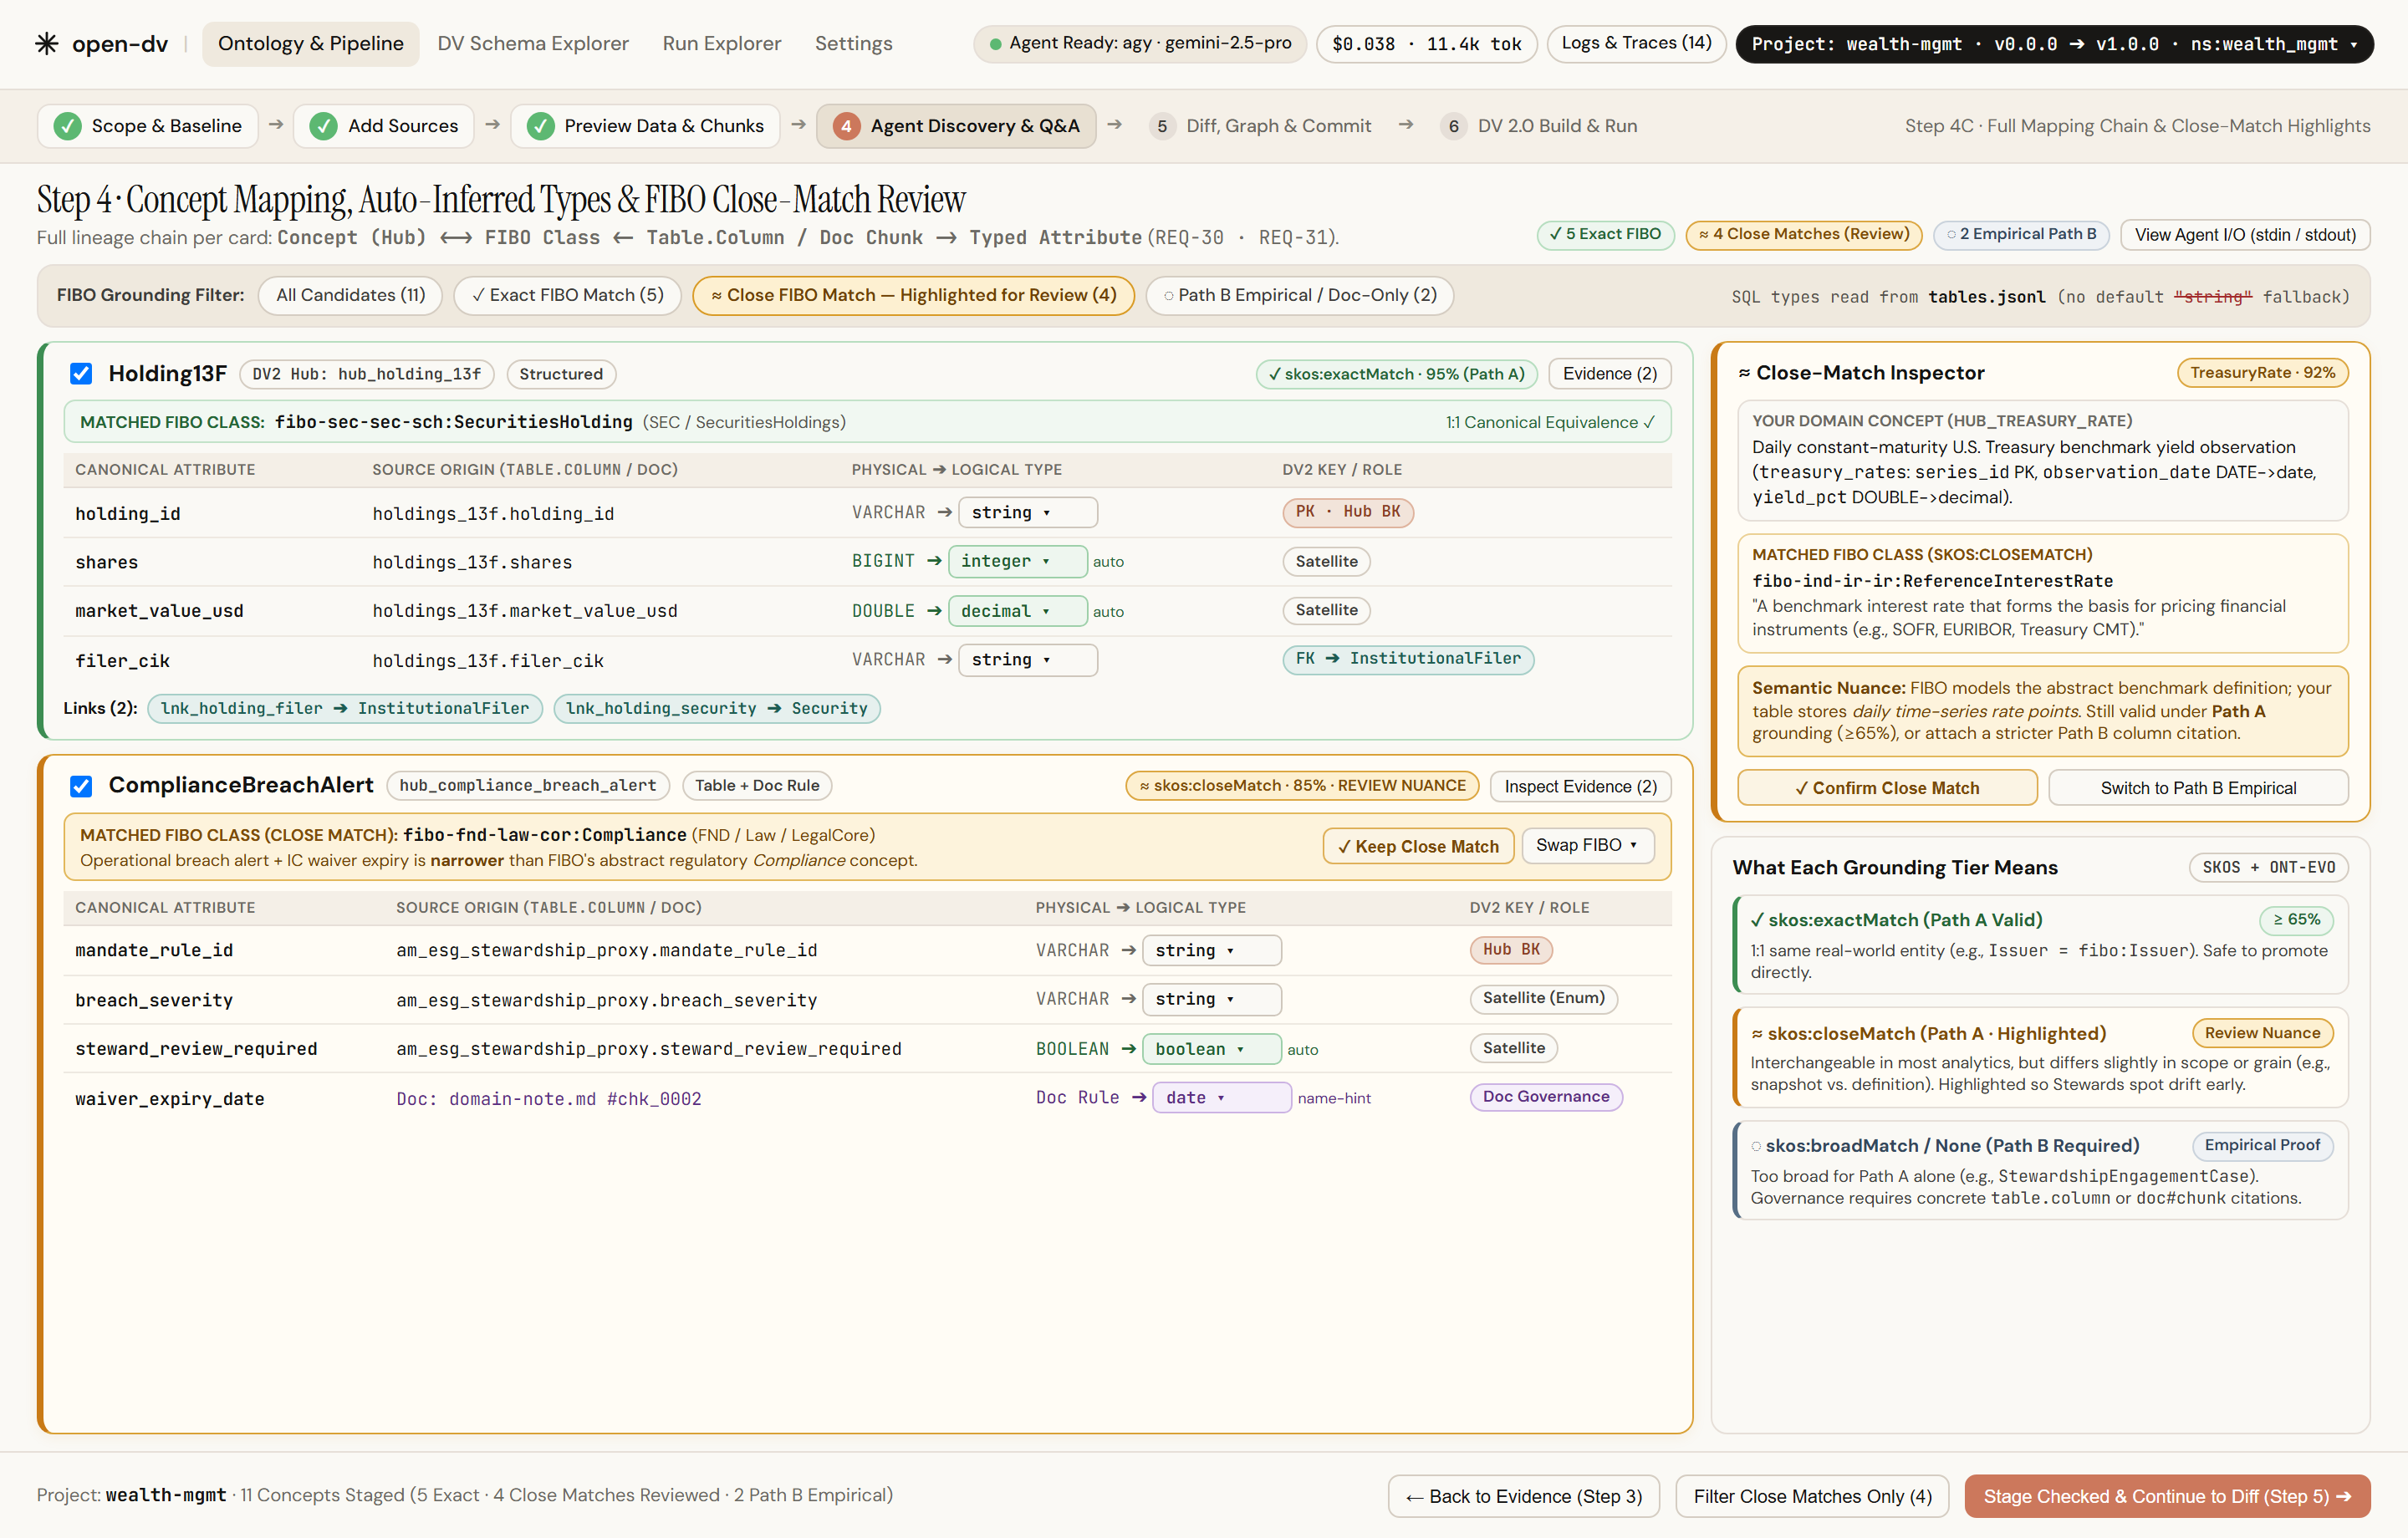 open-dv | Ontology & Pipeline DV Schema Explorer Run Explorer Settings
Agent Ready: agy · gemini-2.5-pro $0.038 · 11.4k tok Logs & Traces (14) Project: wealth-mgmt · v0.0.0 ➔ v1.0.0 · ns:wealth_mgmt ▾
✓ Scope & Baseline → ✓ Add Sources → ✓ Preview Data & Chunks → 4 Agent Discovery & Q&A → 5 Diff, Graph & Commit → 6 DV 2.0 Build & Run
Step 4C · Full Mapping Chain & Close-Match Highlights
Step 4 · Concept Mapping, Auto-Inferred Types & FIBO Close-Match Review
Full lineage chain per card: Concept (Hub) ⟷ FIBO Class ← Table.Column / Doc Chunk → Typed Attribute (REQ-30 · REQ-31).
✓ 5 Exact FIBO ≈ 4 Close Matches (Review) ◌ 2 Empirical Path B View Agent I/O (stdin / stdout)
FIBO Grounding Filter: All Candidates (11) ✓ Exact FIBO Match (5) ≈ Close FIBO Match — Highlighted for Review (4) ◌ Path B Empirical / Doc-Only (2)
SQL types read from tables.jsonl (no default "string" fallback)
Holding13F DV2 Hub: hub_holding_13f Structured ✓ skos:exactMatch · 95% (Path A) Evidence (2)
MATCHED FIBO CLASS: fibo-sec-sec-sch:SecuritiesHolding (SEC / SecuritiesHoldings) 1:1 Canonical Equivalence ✓
CANONICAL ATTRIBUTE SOURCE ORIGIN (TABLE.COLUMN / DOC) PHYSICAL ➔ LOGICAL TYPE DV2 KEY / ROLE
holding_id holdings_13f.holding_id VARCHAR ➔ string ▾ PK · Hub BK
shares holdings_13f.shares BIGINT ➔ integer ▾ auto Satellite
market_value_usd holdings_13f.market_value_usd DOUBLE ➔ decimal ▾ auto Satellite
filer_cik holdings_13f.filer_cik VARCHAR ➔ string ▾ FK ➔ InstitutionalFiler
Links (2): lnk_holding_filer ➔ InstitutionalFiler lnk_holding_security ➔ Security
ComplianceBreachAlert hub_compliance_breach_alert Table + Doc Rule ≈ skos:closeMatch · 85% · REVIEW NUANCE Inspect Evidence (2)
MATCHED FIBO CLASS (CLOSE MATCH): fibo-fnd-law-cor:Compliance (FND / Law / LegalCore)
Operational breach alert + IC waiver expiry is narrower than FIBO's abstract regulatory Compliance concept.
✓ Keep Close Match Swap FIBO ▾
CANONICAL ATTRIBUTE SOURCE ORIGIN (TABLE.COLUMN / DOC) PHYSICAL ➔ LOGICAL TYPE DV2 KEY / ROLE
mandate_rule_id am_esg_stewardship_proxy.mandate_rule_id VARCHAR ➔ string ▾ Hub BK
breach_severity am_esg_stewardship_proxy.breach_severity VARCHAR ➔ string ▾ Satellite (Enum)
steward_review_required am_esg_stewardship_proxy.steward_review_required BOOLEAN ➔ boolean ▾ auto Satellite
waiver_expiry_date Doc: domain-note.md #chk_0002 Doc Rule ➔ date ▾ name-hint Doc Governance
≈ Close-Match Inspector TreasuryRate · 92%
YOUR DOMAIN CONCEPT (HUB_TREASURY_RATE)
Daily constant-maturity U.S. Treasury benchmark yield observation
(treasury_rates: series_id PK, observation_date DATE->date,
yield_pct DOUBLE->decimal).
MATCHED FIBO CLASS (SKOS:CLOSEMATCH)
fibo-ind-ir-ir:ReferenceInterestRate
"A benchmark interest rate that forms the basis for pricing financial
instruments (e.g., SOFR, EURIBOR, Treasury CMT)."
Semantic Nuance: FIBO models the abstract benchmark definition; your
table stores daily time-series rate points. Still valid under Path A
grounding (≥65%), or attach a stricter Path B column citation.
✓ Confirm Close Match Switch to Path B Empirical
What Each Grounding Tier Means SKOS + ONT-EVO
✓ skos:exactMatch (Path A Valid) ≥ 65%
1:1 same real-world entity (e.g., Issuer = fibo:Issuer). Safe to promote
directly.
≈ skos:closeMatch (Path A · Highlighted) Review Nuance
Interchangeable in most analytics, but differs slightly in scope or grain (e.g.,
snapshot vs. definition). Highlighted so Stewards spot drift early.
◌ skos:broadMatch / None (Path B Required) Empirical Proof
Too broad for Path A alone (e.g., StewardshipEngagementCase).
Governance requires concrete table.column or doc#chunk citations.
Project: wealth-mgmt · 11 Concepts Staged (5 Exact · 4 Close Matches Reviewed · 2 Path B Empirical)
← Back to Evidence (Step 3) Filter Close Matches Only (4) Stage Checked & Continue to Diff (Step 5) ➔